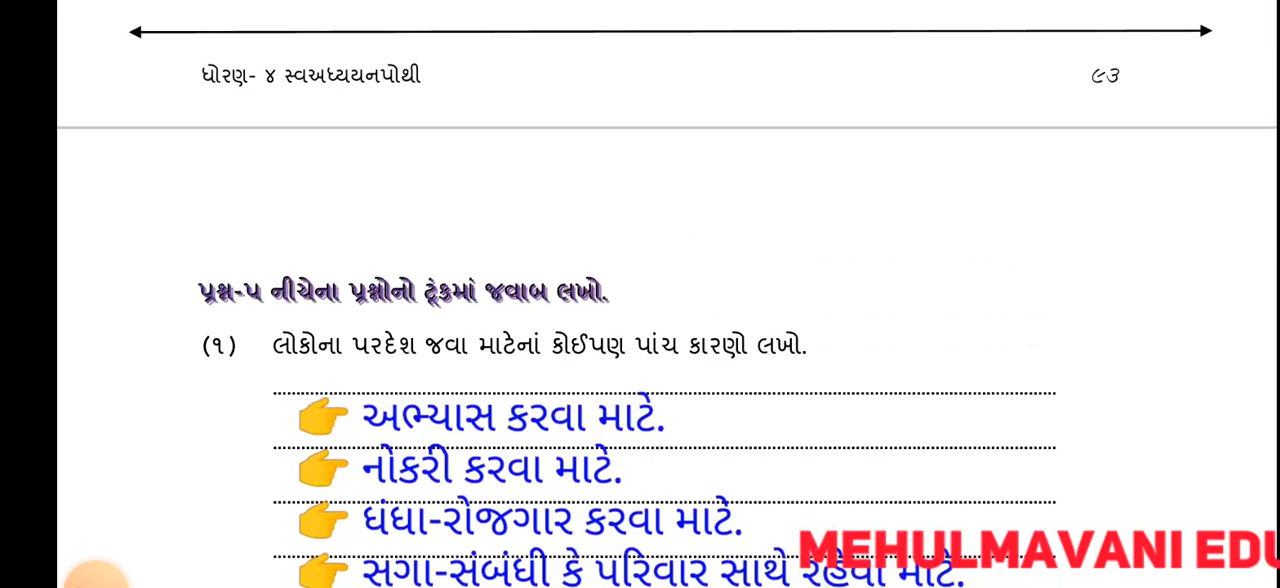 ધોરણ- ૪ સ્વઅધ્યયનપોથી ૯૩
પ્રશ્ન-૫ નીચેના પ્રશ્નોનો ટૂંકમાં જવાબ લખો.
(૧) લોકોના પરદેશ જવા માટેનાં કોઈપણ પાંચ કારણો લખો.
👉 અભ્યાસ કરવા માટે.
👉 નોકરી કરવા માટે.
👉 ધંધા-રોજગાર કરવા માટે.
MEHULMAVANI EDU
👉 સગા-સંબંધી કે પરિવાર સાથે રહેવા માટે.